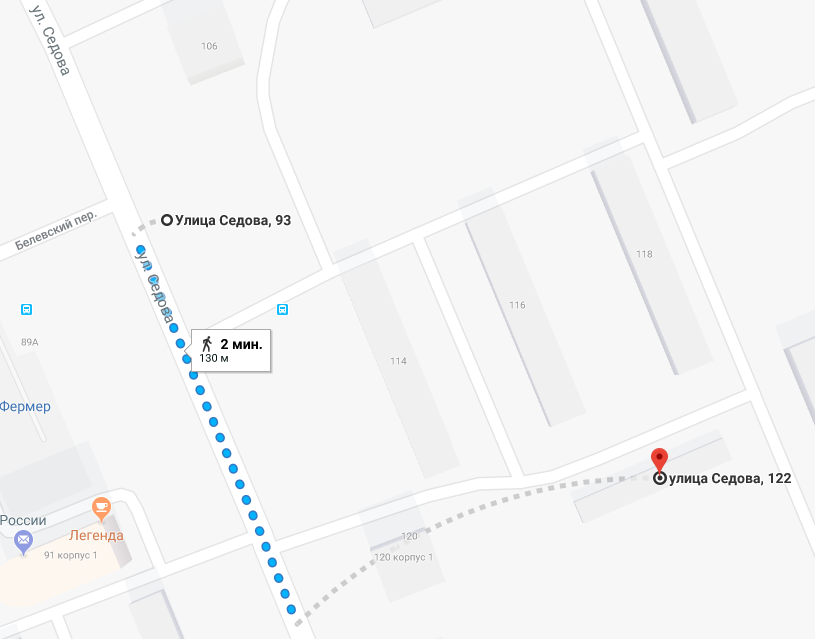 ул. Седова
106
Белевский пер.
Улица Седова, 93
ул. Седова
118
116
89А
2 мин.
130 м
114
Фермер
улица Седова, 122
России
Легенда
91 корпус 1
120
120 корпус 1